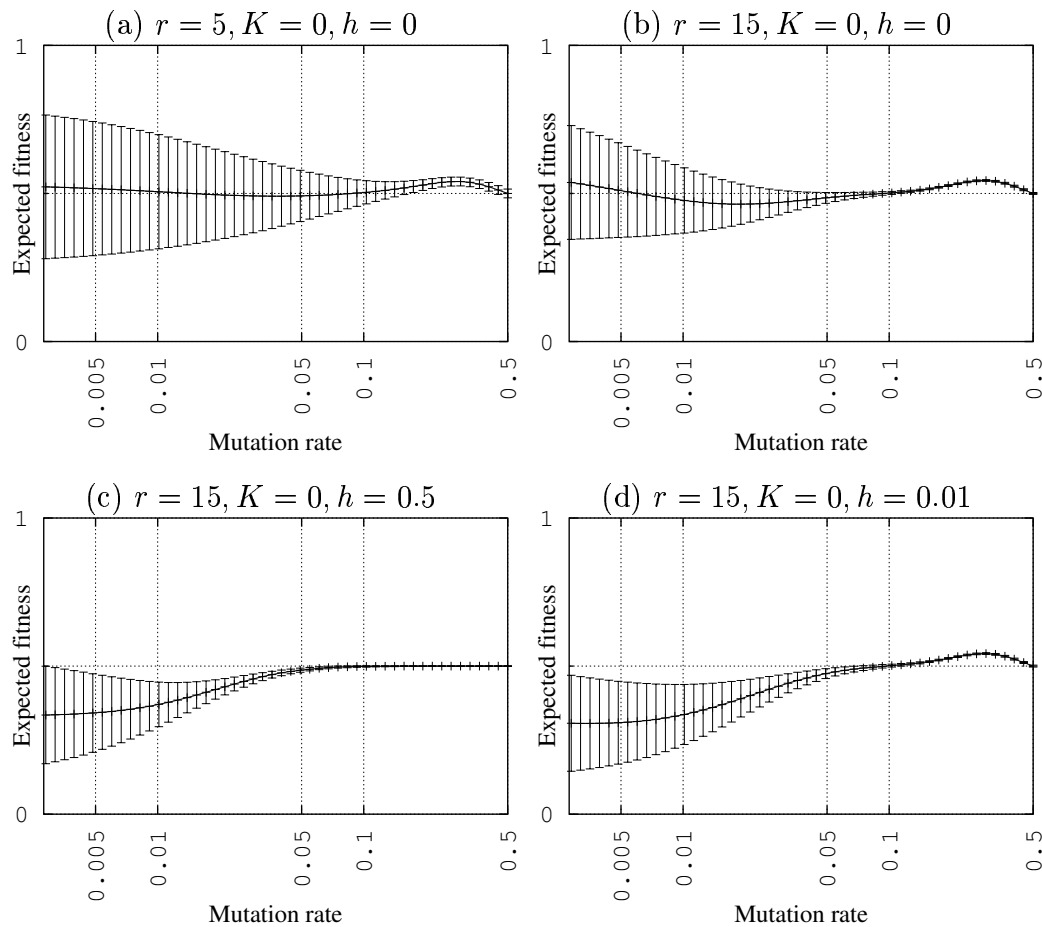 (a) r = 5, K = 0, h = 0
1
Expected fitness
0
0.005
0.01
0.05
0.1
0.5
Mutation rate
(b) r = 15, K = 0, h = 0
1
Expected fitness
0
0.005
0.01
0.05
0.1
0.5
Mutation rate
(c) r = 15, K = 0, h = 0.5
1
Expected fitness
0
0.005
0.01
0.05
0.1
0.5
Mutation rate
(d) r = 15, K = 0, h = 0.01
1
Expected fitness
0
0.005
0.01
0.05
0.1
0.5
Mutation rate